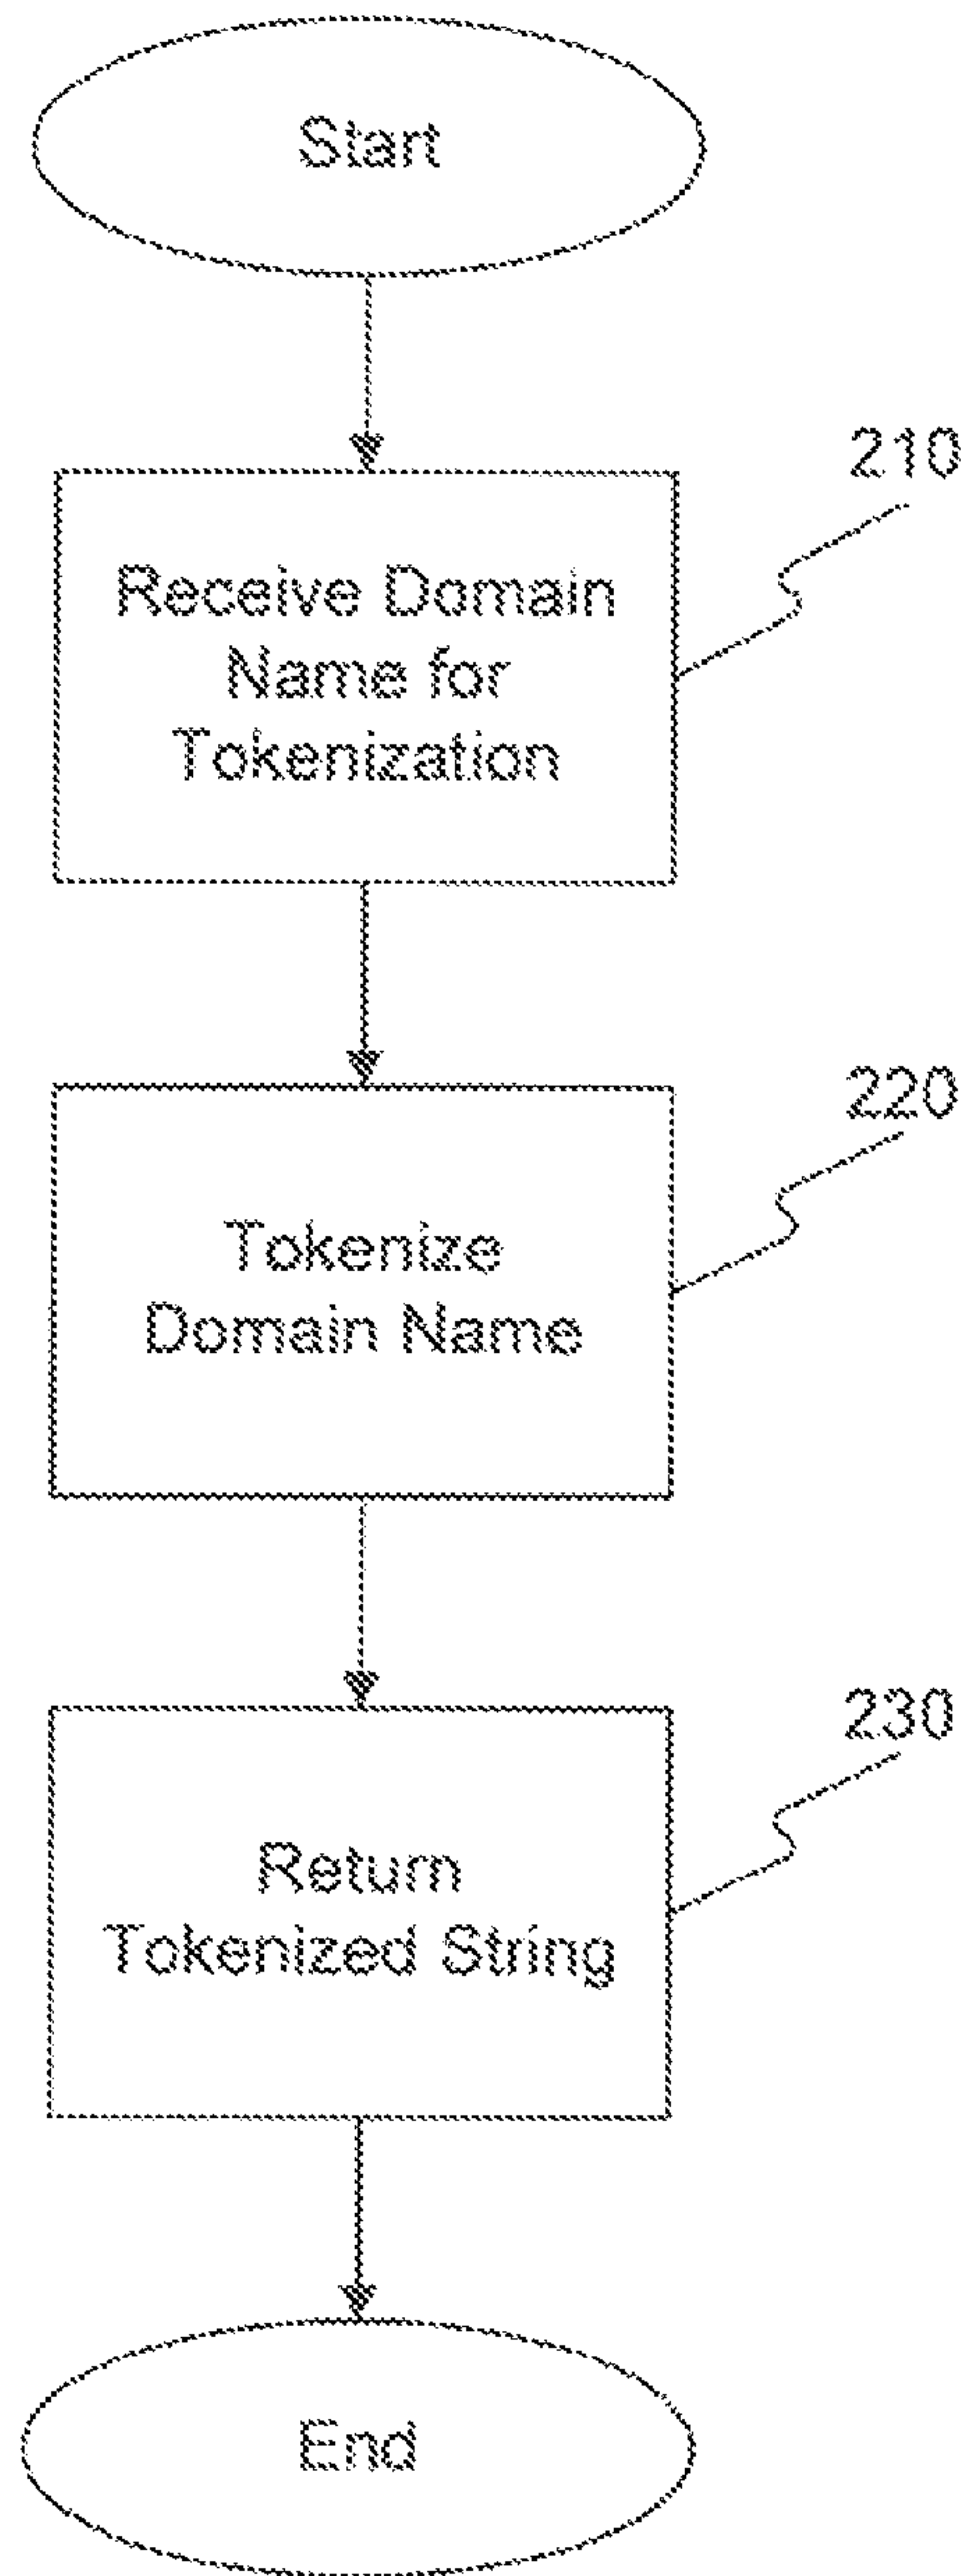 Start
210
Receive Domain
Name for
Tokenization
220
Tokenize
Domain Name
230
Return
Tokenized String
End